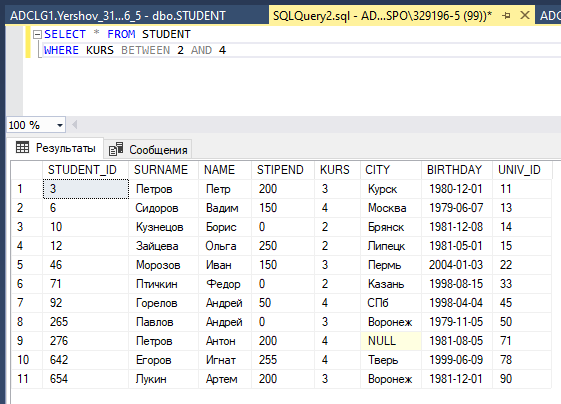 ADCLG1.Yershov_31...6_5 - dbo.STUDENT SQLQuery2.sql - AD...SPO\329196-5 (99))* ADC
SELECT * FROM STUDENT
WHERE KURS BETWEEN 2 AND 4
100 %
Результаты Сообщения
STUDENT_ID SURNAME NAME STIPEND KURS CITY BIRTHDAY UNIV_ID
1 3 Петров Петр 200 3 Курск 1980-12-01 11
2 6 Сидоров Вадим 150 4 Москва 1979-06-07 13
3 10 Кузнецов Борис 0 2 Брянск 1981-12-08 14
4 12 Зайцева Ольга 250 2 Липецк 1981-05-01 15
5 46 Морозов Иван 150 3 Пермь 2004-01-03 22
6 71 Птичкин Федор 0 2 Казань 1998-08-15 33
7 92 Горелов Андрей 50 4 СПб 1998-04-04 45
8 265 Павлов Андрей 0 3 Воронеж 1979-11-05 50
9 276 Петров Антон 200 4 NULL 1981-08-05 71
10 642 Егоров Игнат 255 4 Тверь 1999-06-09 78
11 654 Лукин Артем 200 3 Воронеж 1981-12-01 90